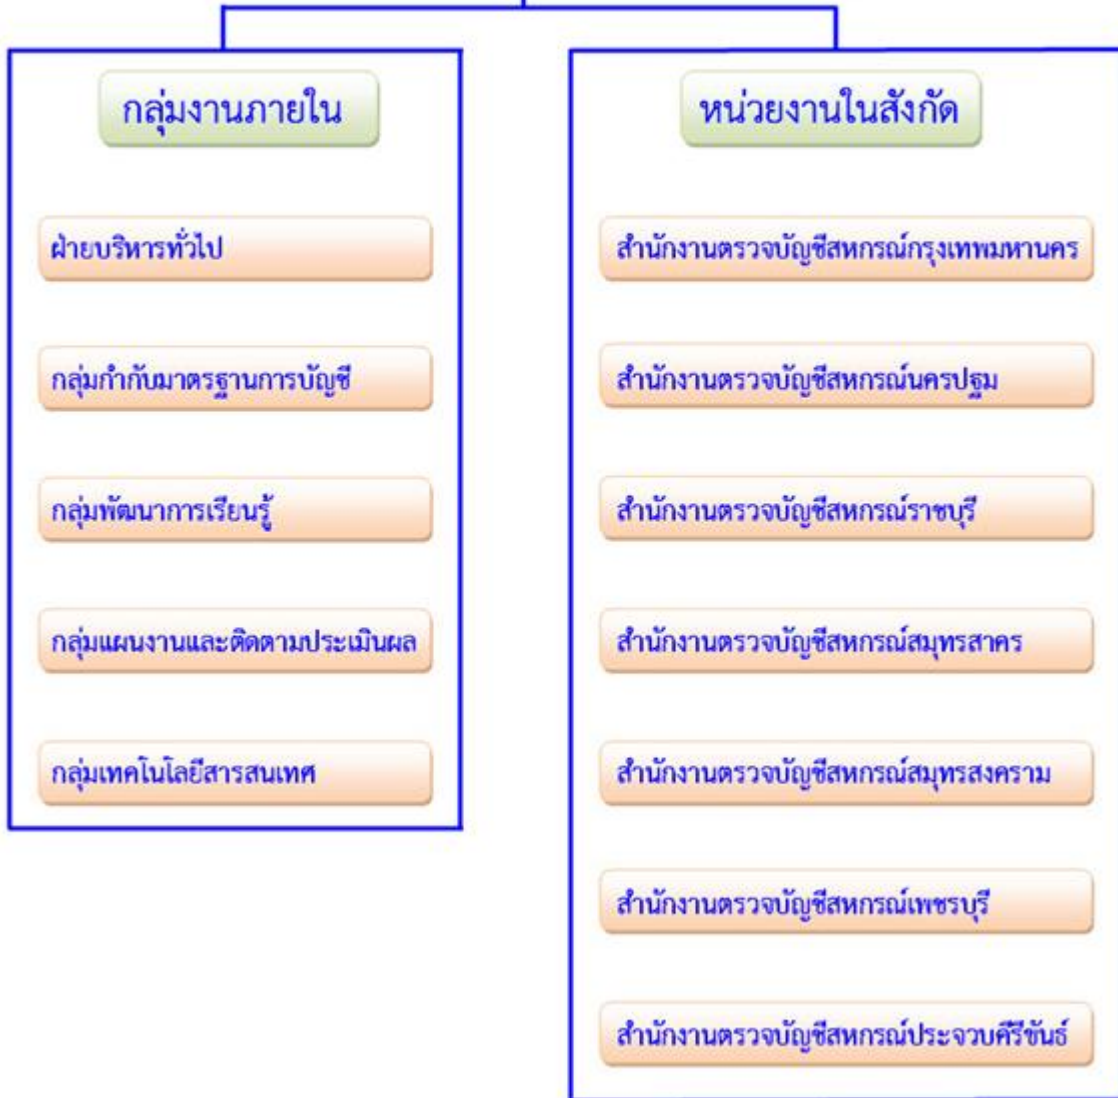 กลุ่มงานภายใน
ฝ่ายบริหารทั่วไป
กลุ่มกำกับมาตรฐานการบัญชี
กลุ่มพัฒนาการเรียนรู้
กลุ่มแผนงานและติดตามประเมินผล
กลุ่มเทคโนโลยีสารสนเทศ
หน่วยงานในสังกัด
สำนักงานตรวจบัญชีสหกรณ์กรุงเทพมหานคร
สำนักงานตรวจบัญชีสหกรณ์นครปฐม
สำนักงานตรวจบัญชีสหกรณ์ราชบุรี
สำนักงานตรวจบัญชีสหกรณ์สมุทรสาคร
สำนักงานตรวจบัญชีสหกรณ์สมุทรสงคราม
สำนักงานตรวจบัญชีสหกรณ์เพชรบุรี
สำนักงานตรวจบัญชีสหกรณ์ประจวบคีรีขันธ์